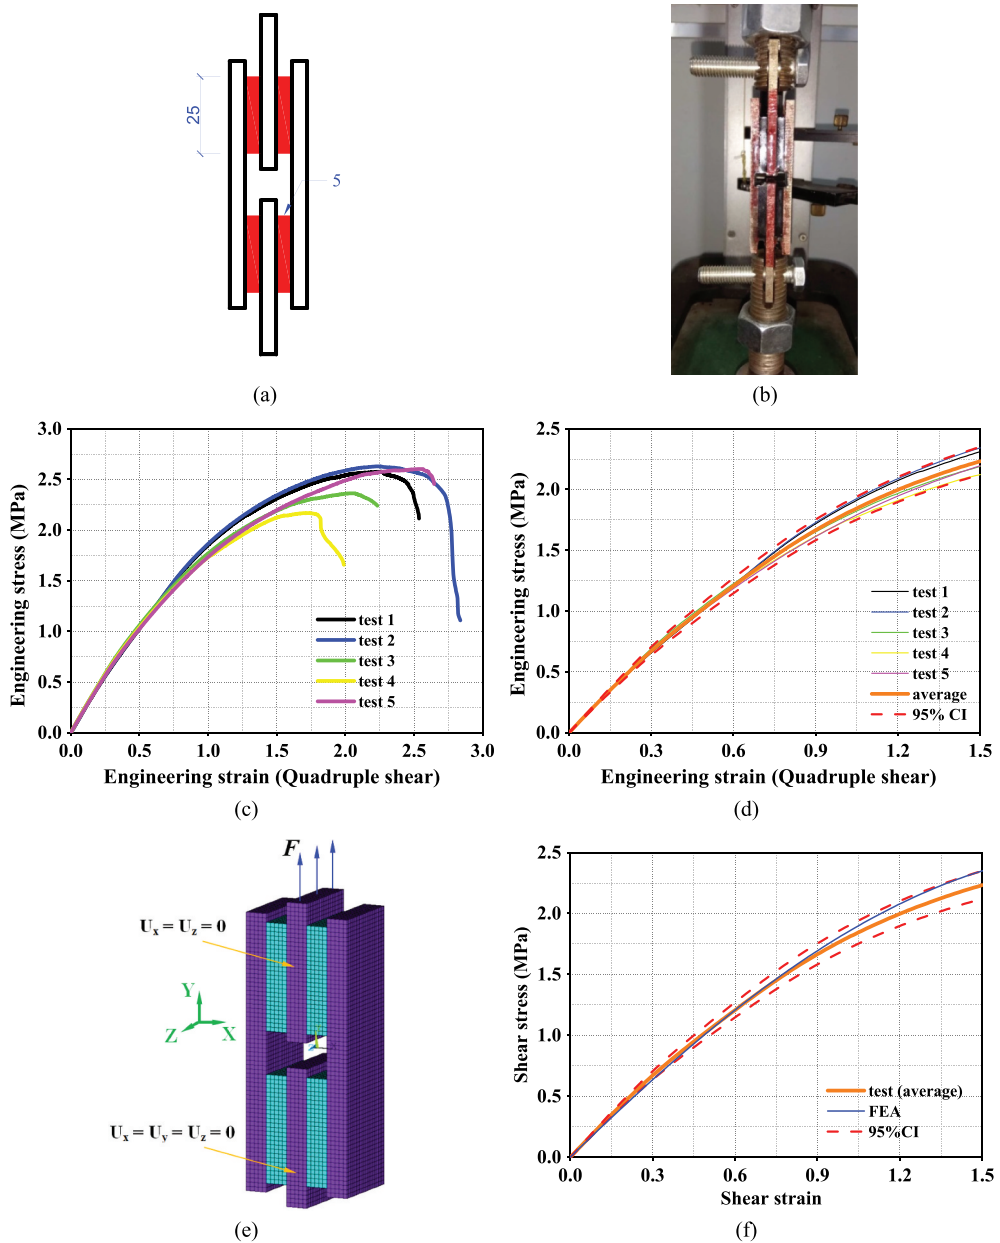 25
5
(a)
(b)
3.0
2.5
2.0
1.5
1.0
0.5
0.0
0.0
0.5
1.0
1.5
2.0
2.5
3.0
Engineering stress (MPa)
Engineering strain (Quadruple shear)
test 1
test 2
test 3
test 4
test 5
(c)
2.5
2.0
1.5
1.0
0.5
0.0
0.0
0.3
0.6
0.9
1.2
1.5
Engineering stress (MPa)
Engineering strain (Quadruple shear)
test 1
test 2
test 3
test 4
test 5
average
95% CI
(d)
F
Ux = Uz = 0
Y
Z
X
Ux = Uy = Uz = 0
(e)
2.5
2.0
1.5
1.0
0.5
0.0
0.0
0.3
0.6
0.9
1.2
1.5
Shear stress (MPa)
Shear strain
test (average)
FEA
95%CI
(f)